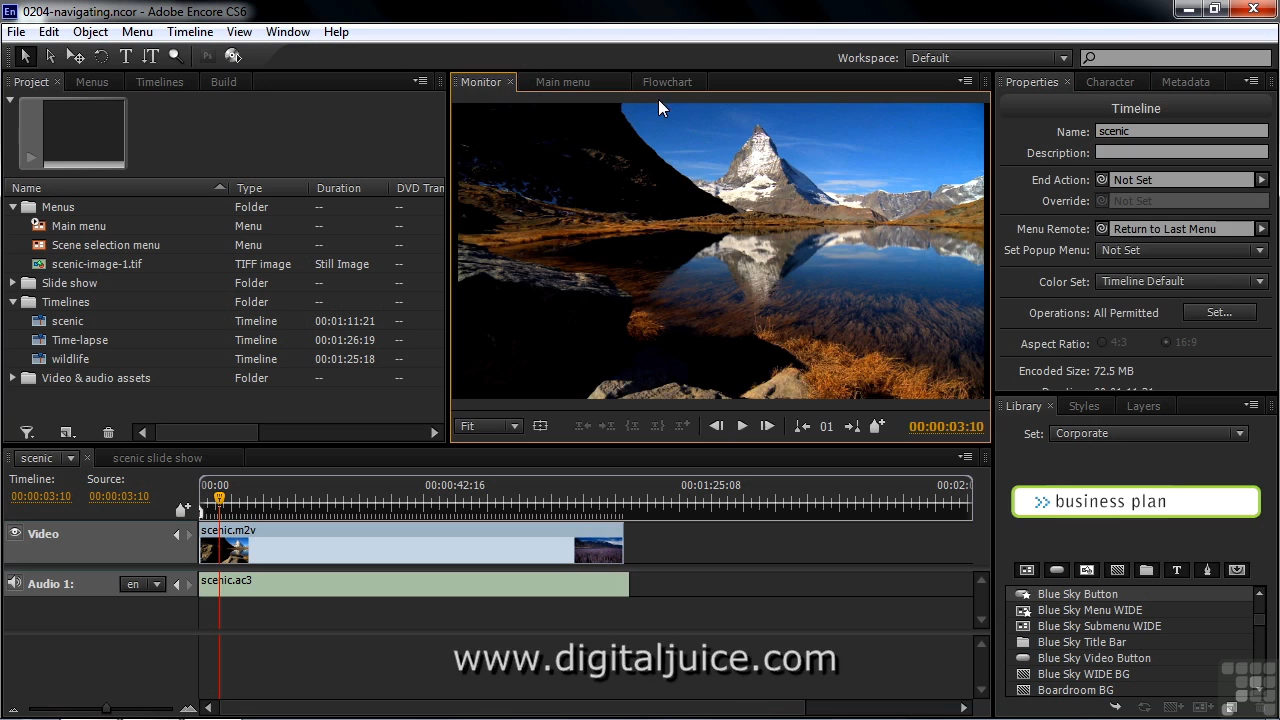 En 0204-navigating.ncor - Adobe Encore CS6
File Edit Object Menu Timeline View Window Help
Workspace: Default
Project Menus Timelines Build
Monitor Main menu Flowchart
Properties Character Metadata
Name Type Duration DVD Tran
Menus Folder -- --
Main menu Menu -- --
Scene selection menu Menu -- --
scenic-image-1.tif TIFF image Still Image --
Slide show Folder -- --
Timelines Folder -- --
scenic Timeline 00:01:11:21 --
Time-lapse Timeline 00:01:26:19 --
wildlife Timeline 00:01:25:18 --
Video & audio assets Folder -- --
Fit 01 00:00:03:10
Timeline
Name: scenic
Description:
End Action: Not Set
Override: Not Set
Menu Remote: Return to Last Menu
Set Popup Menu: Not Set
Color Set: Timeline Default
Operations: All Permitted Set...
Aspect Ratio: 4:3 16:9
Encoded Size: 72.5 MB
Library Styles Layers
Set: Corporate
>> business plan
T
Blue Sky Button
Blue Sky Menu WIDE
Blue Sky Submenu WIDE
Blue Sky Title Bar
Blue Sky Video Button
Blue Sky WIDE BG
Boardroom BG
scenic scenic slide show
Timeline: Source:
00:00:03:10 00:00:03:10
00:00 00:00:42:16 00:01:25:08 00:02:0
Video scenic.m2v
Audio 1: en scenic.ac3
www.digitaljuice.com